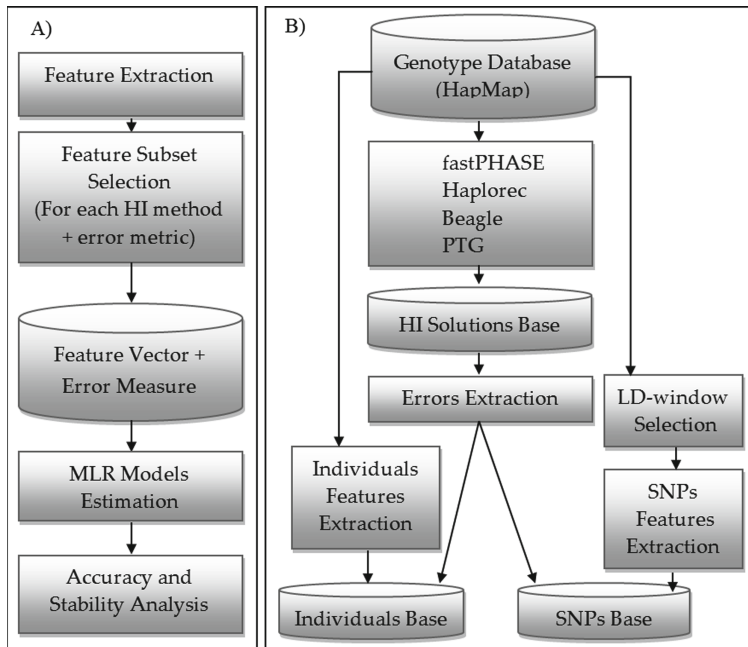 A)
Feature Extraction
Feature Subset
Selection
(For each HI method
+ error metric)
Feature Vector +
Error Measure
MLR Models
Estimation
Accuracy and
Stability Analysis
B)
Genotype Database
(HapMap)
fastPHASE
Haplorec
Beagle
PTG
HI Solutions Base
Errors Extraction
LD-window
Selection
Individuals
Features
Extraction
SNPs
Features
Extraction
Individuals Base
SNPs Base